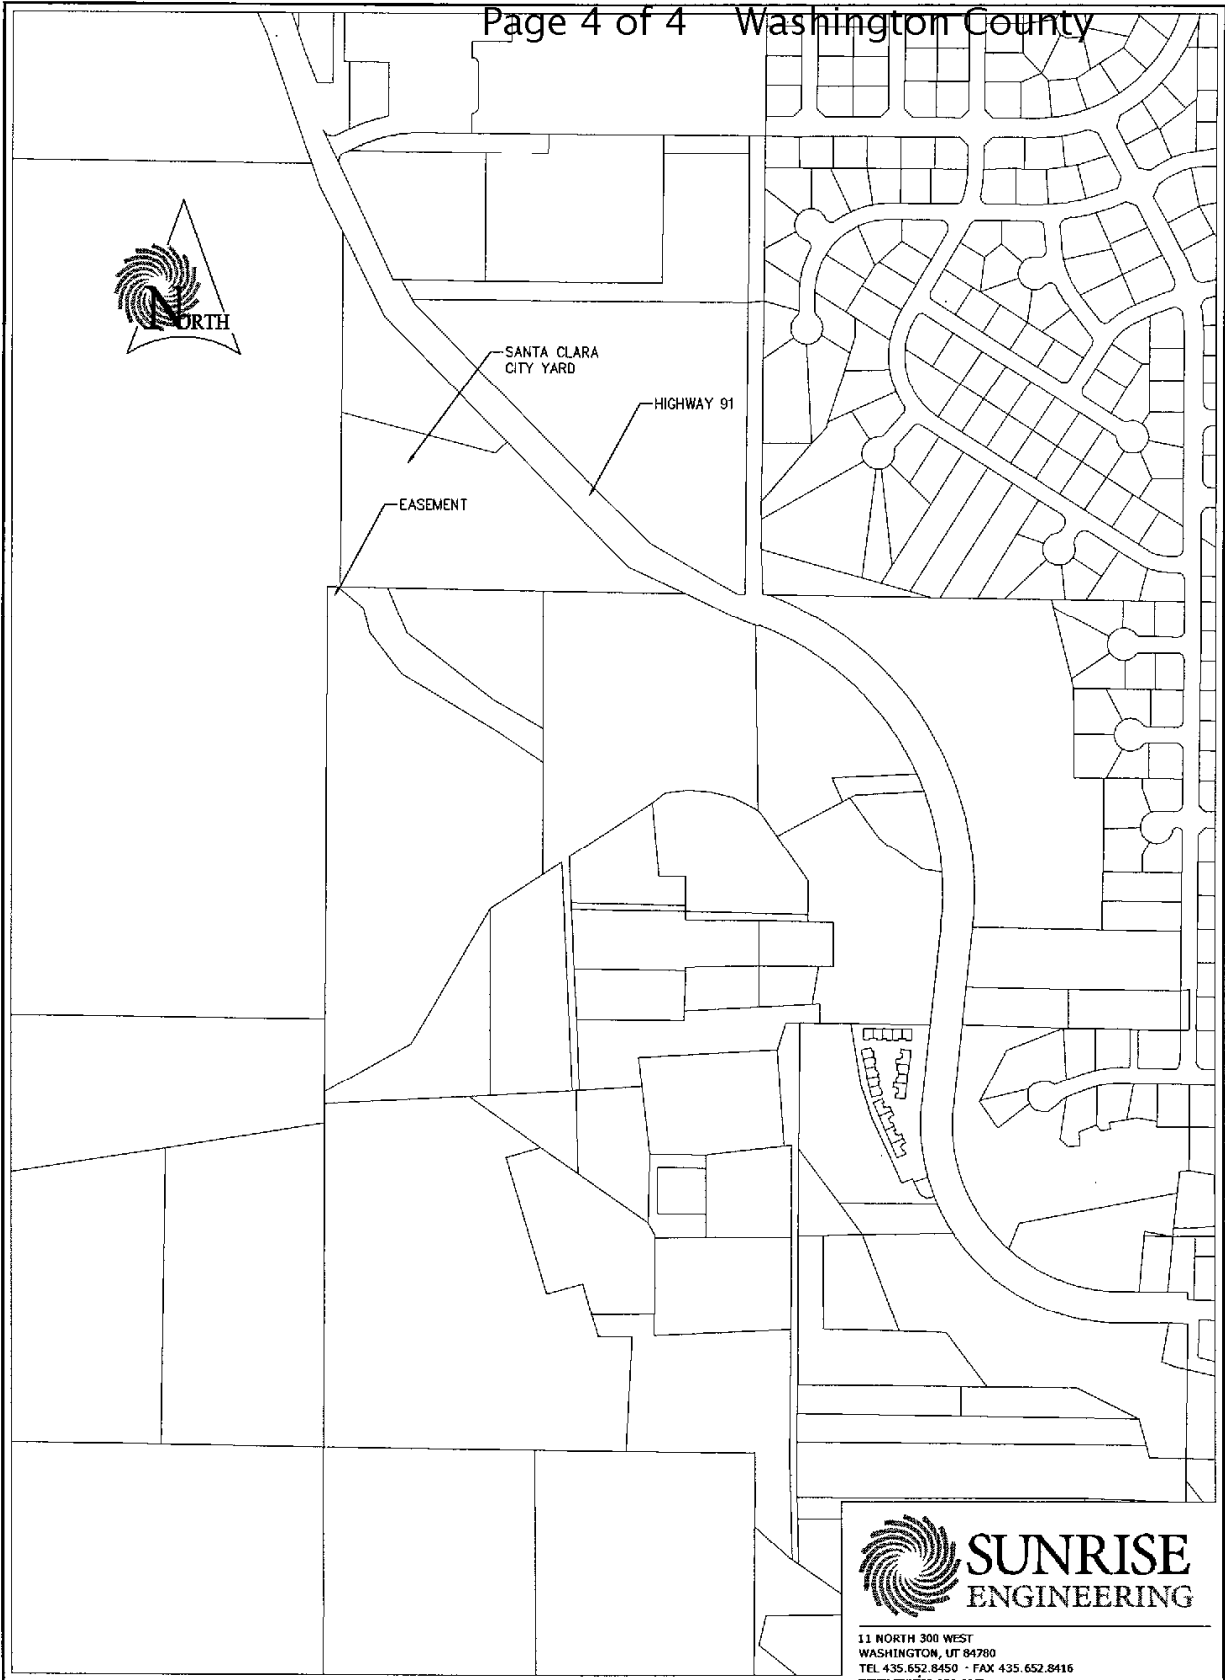 Page 4 of 4 Washington County
NORTH
SANTA CLARA
CITY YARD
HIGHWAY 91
EASEMENT
SUNRISE
ENGINEERING
11 NORTH 300 WEST
WASHINGTON, UT 84780
TEL 435.652.8450 · FAX 435.652.8416